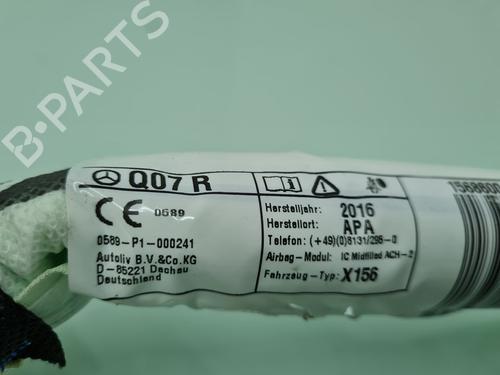 B-PARTS
Q07 R
CE 0589
0589-P1-000241
Autoliv B.V.&Co.KG
D-85221 Dachau
Deutschland
Herstelljahr: 2016
Herstellort: APA
Telefon: (+49)(0)8131/295-0
Airbag-Modul: IC Midfilled ACH-2
Fahrzeug-Typ: X156